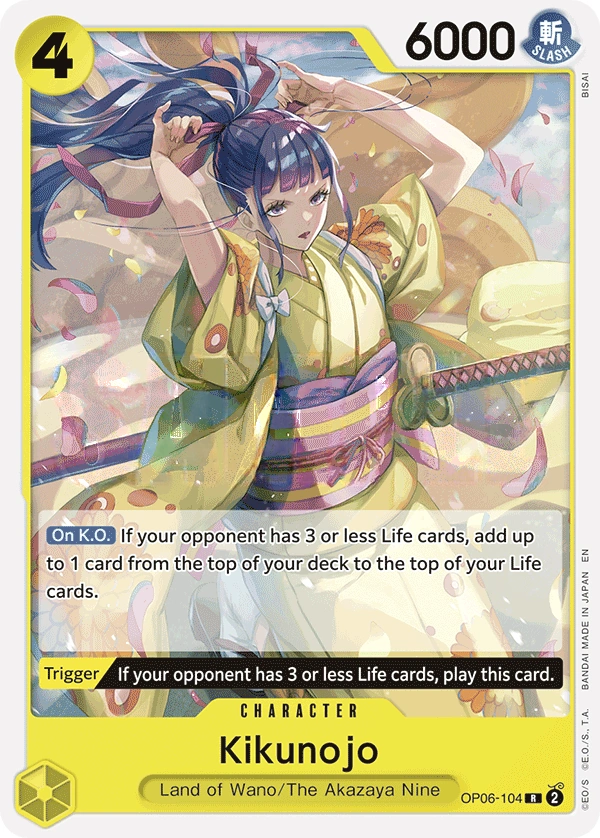 4
6000
斬
SLASH
BISAI
On K.O. If your opponent has 3 or less Life cards, add up
to 1 card from the top of your deck to the top of your Life
cards.
Trigger If your opponent has 3 or less Life cards, play this card.
CHARACTER
Kikunojo
Land of Wano/The Akazaya Nine
OP06-104 R 2
©E.O/S ©E.O./S., T.A. BANDAI MADE IN JAPAN EN